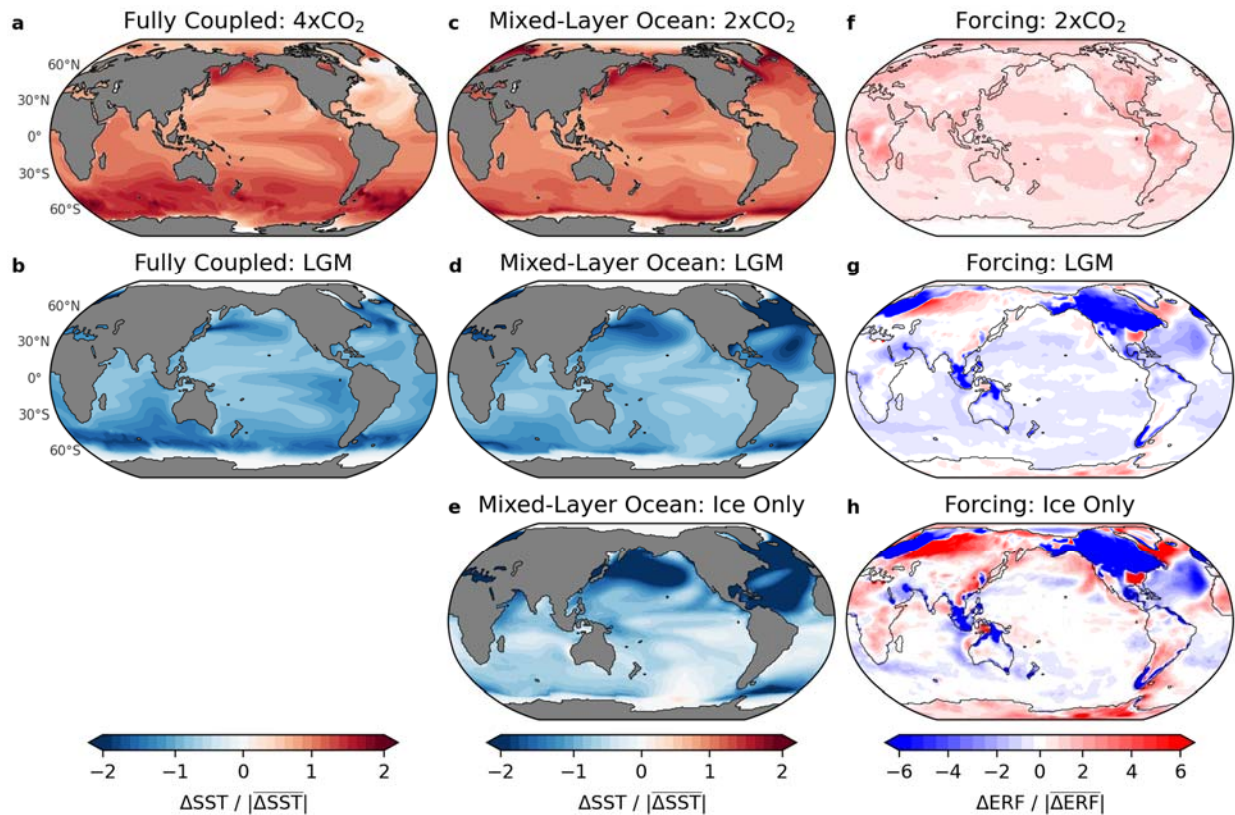 a Fully Coupled: 4xCO₂
60°N
30°N
0°
30°S
60°S
b Fully Coupled: LGM
60°N
30°N
0°
30°S
60°S
−2 −1 0 1 2
ΔSST / |\overline{ΔSST}|
c Mixed-Layer Ocean: 2xCO₂
d Mixed-Layer Ocean: LGM
e Mixed-Layer Ocean: Ice Only
−2 −1 0 1 2
ΔSST / |\overline{ΔSST}|
f Forcing: 2xCO₂
g Forcing: LGM
h Forcing: Ice Only
−6 −4 −2 0 2 4 6
ΔERF / |\overline{ΔERF}|